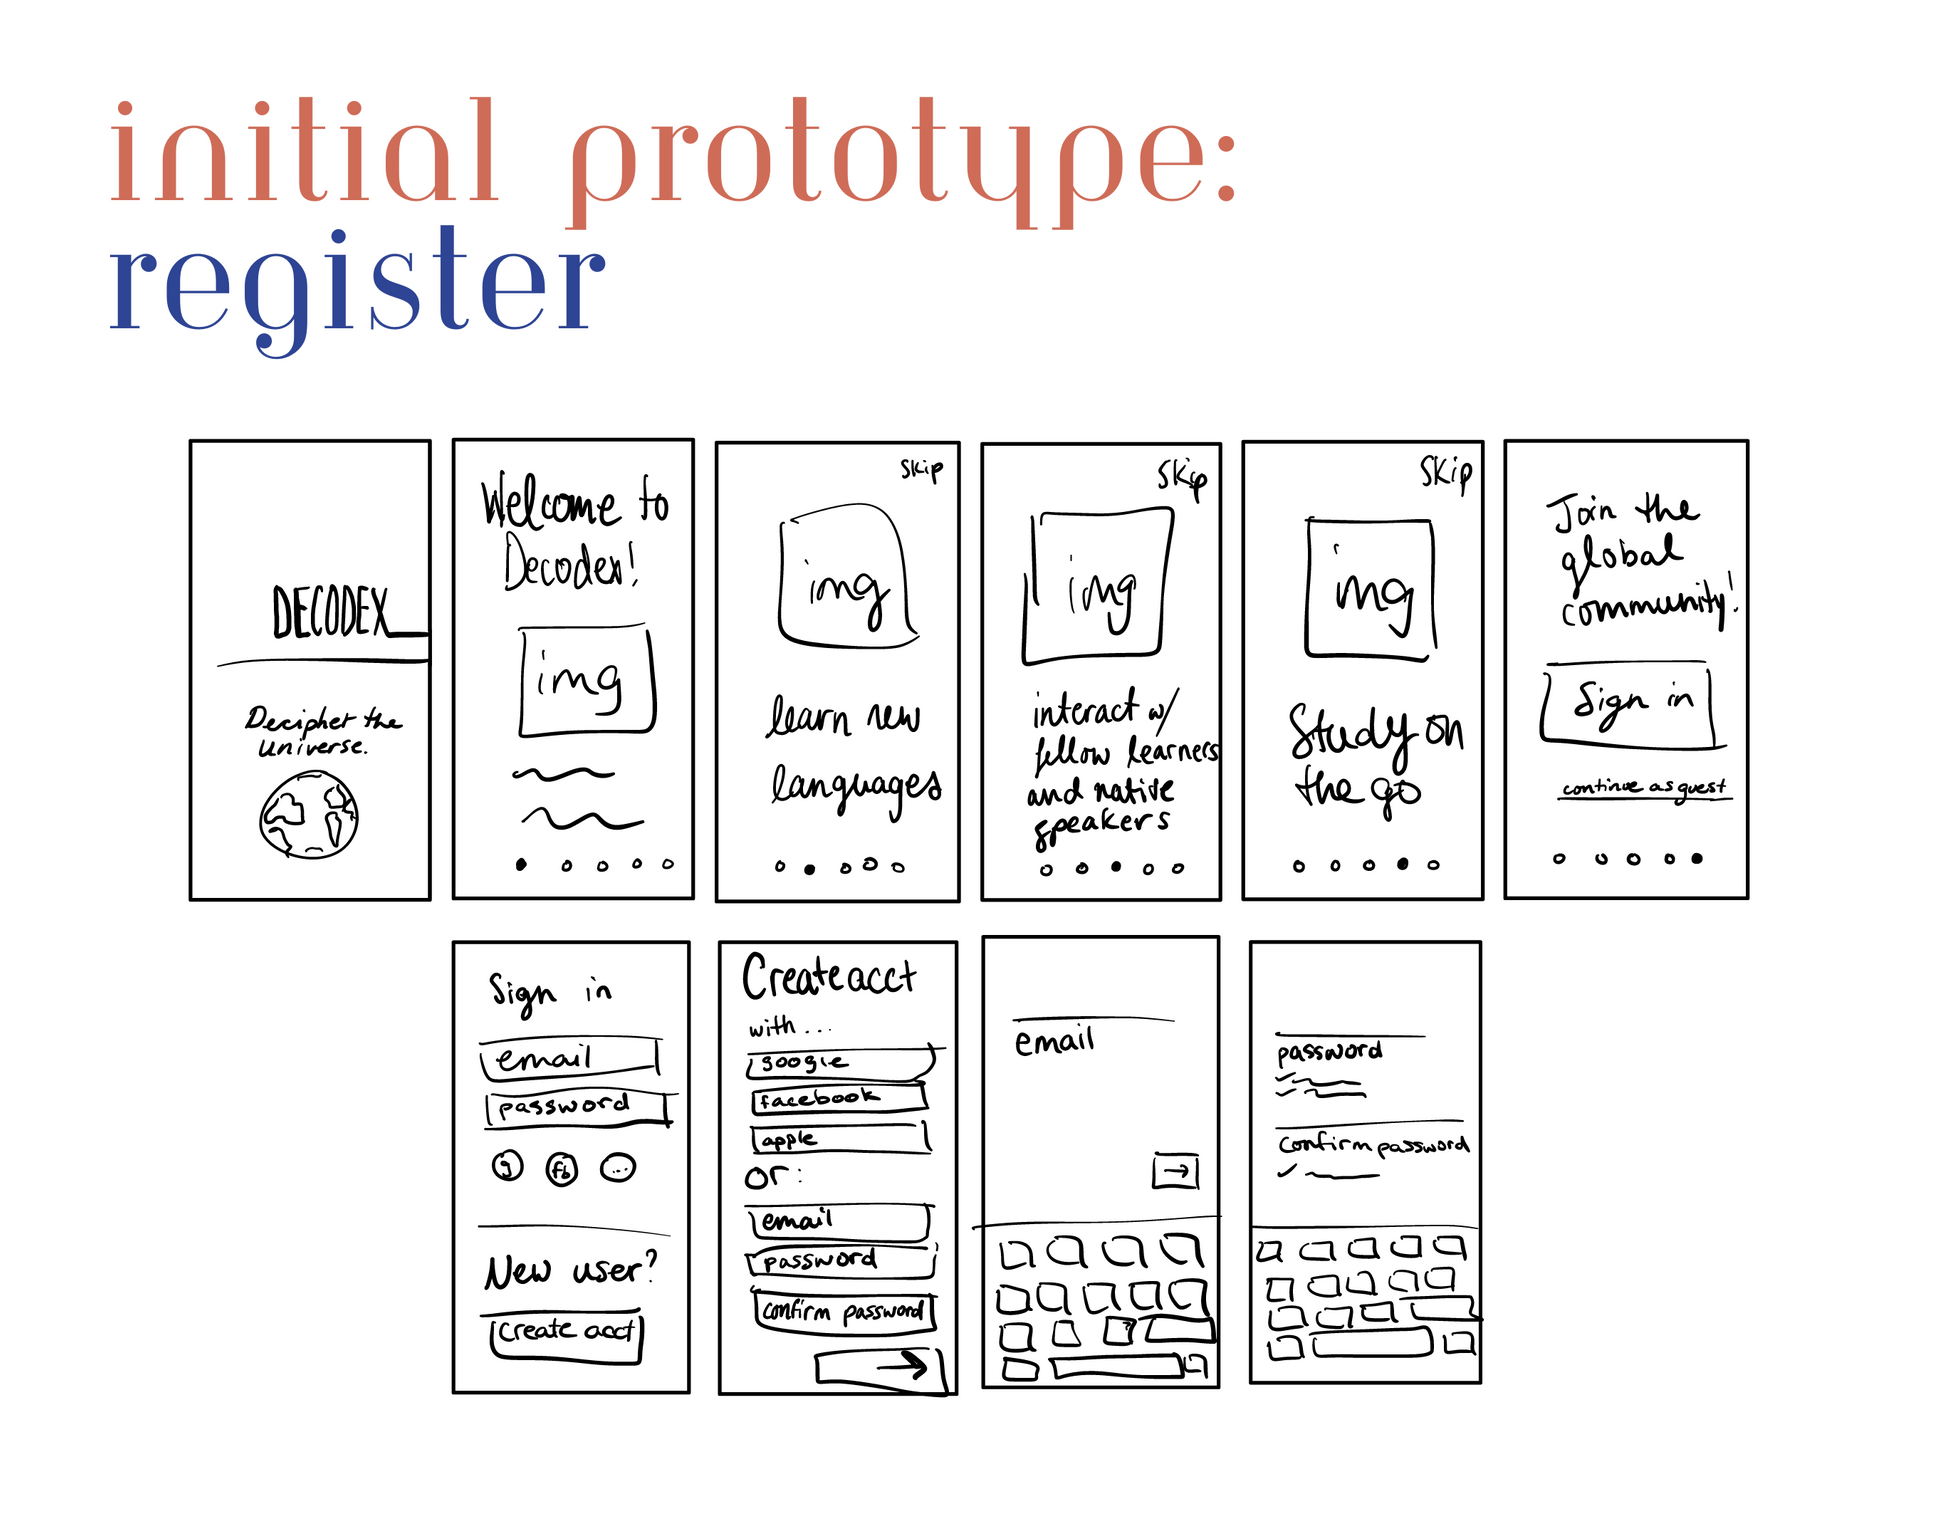 initial prototype:
register
DECODEX
Decipher the
universe.
Welcome to
Decodex!
img
Skip
img
learn new
languages
Skip
img
interact w/
fellow learners
and native
speakers
Skip
img
Study on
the go
Join the
global
community!
Sign in
continue as guest
Sign in
email
password
g
fb
...
New user?
create acct
Create acct
with...
google
facebook
apple
or:
email
password
confirm password
email
password
confirm password